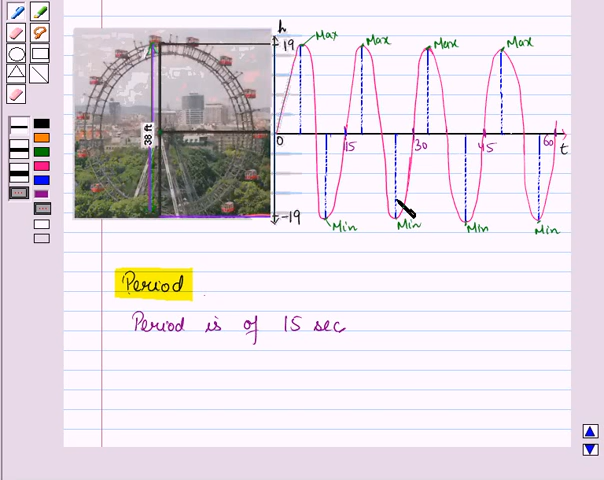 h
19 Max Max Max Max
38 ft
0 15 30 45 60 t
-19 Min Min Min Min
Period
Period is of 15 sec